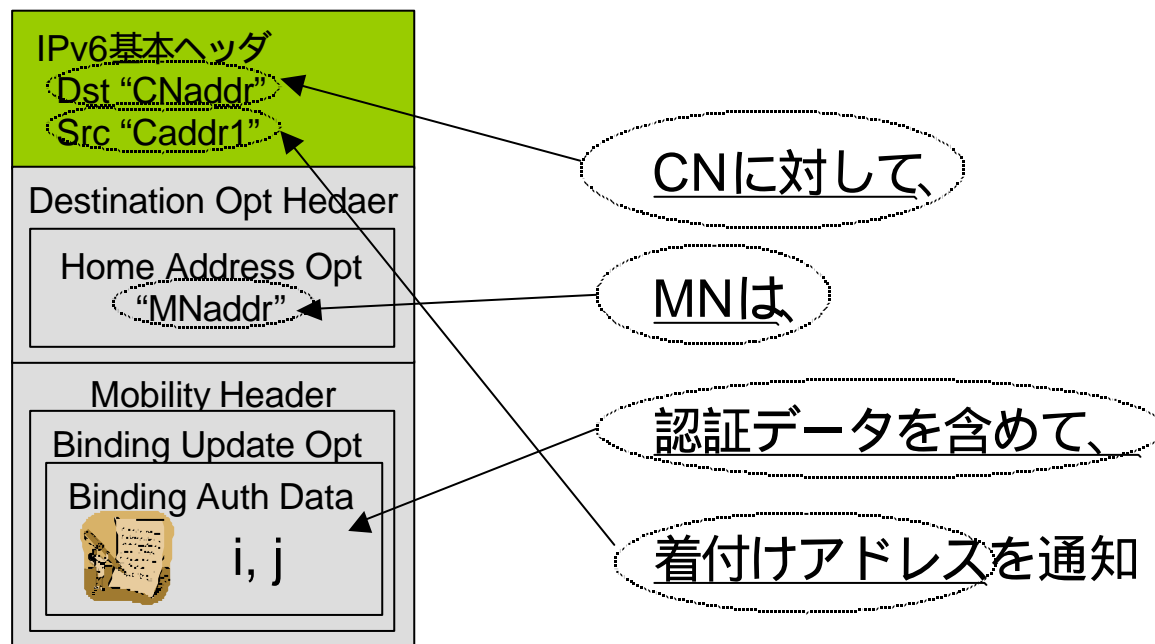 IPv6基本ヘッダ
Dst “CNaddr”
Src “Caddr1”
Destination Opt Hedaer
Home Address Opt
“MNaddr”
Mobility Header
Binding Update Opt
Binding Auth Data
i, j
CNに対して、
MNは、
認証データを含めて、
着付けアドレスを通知